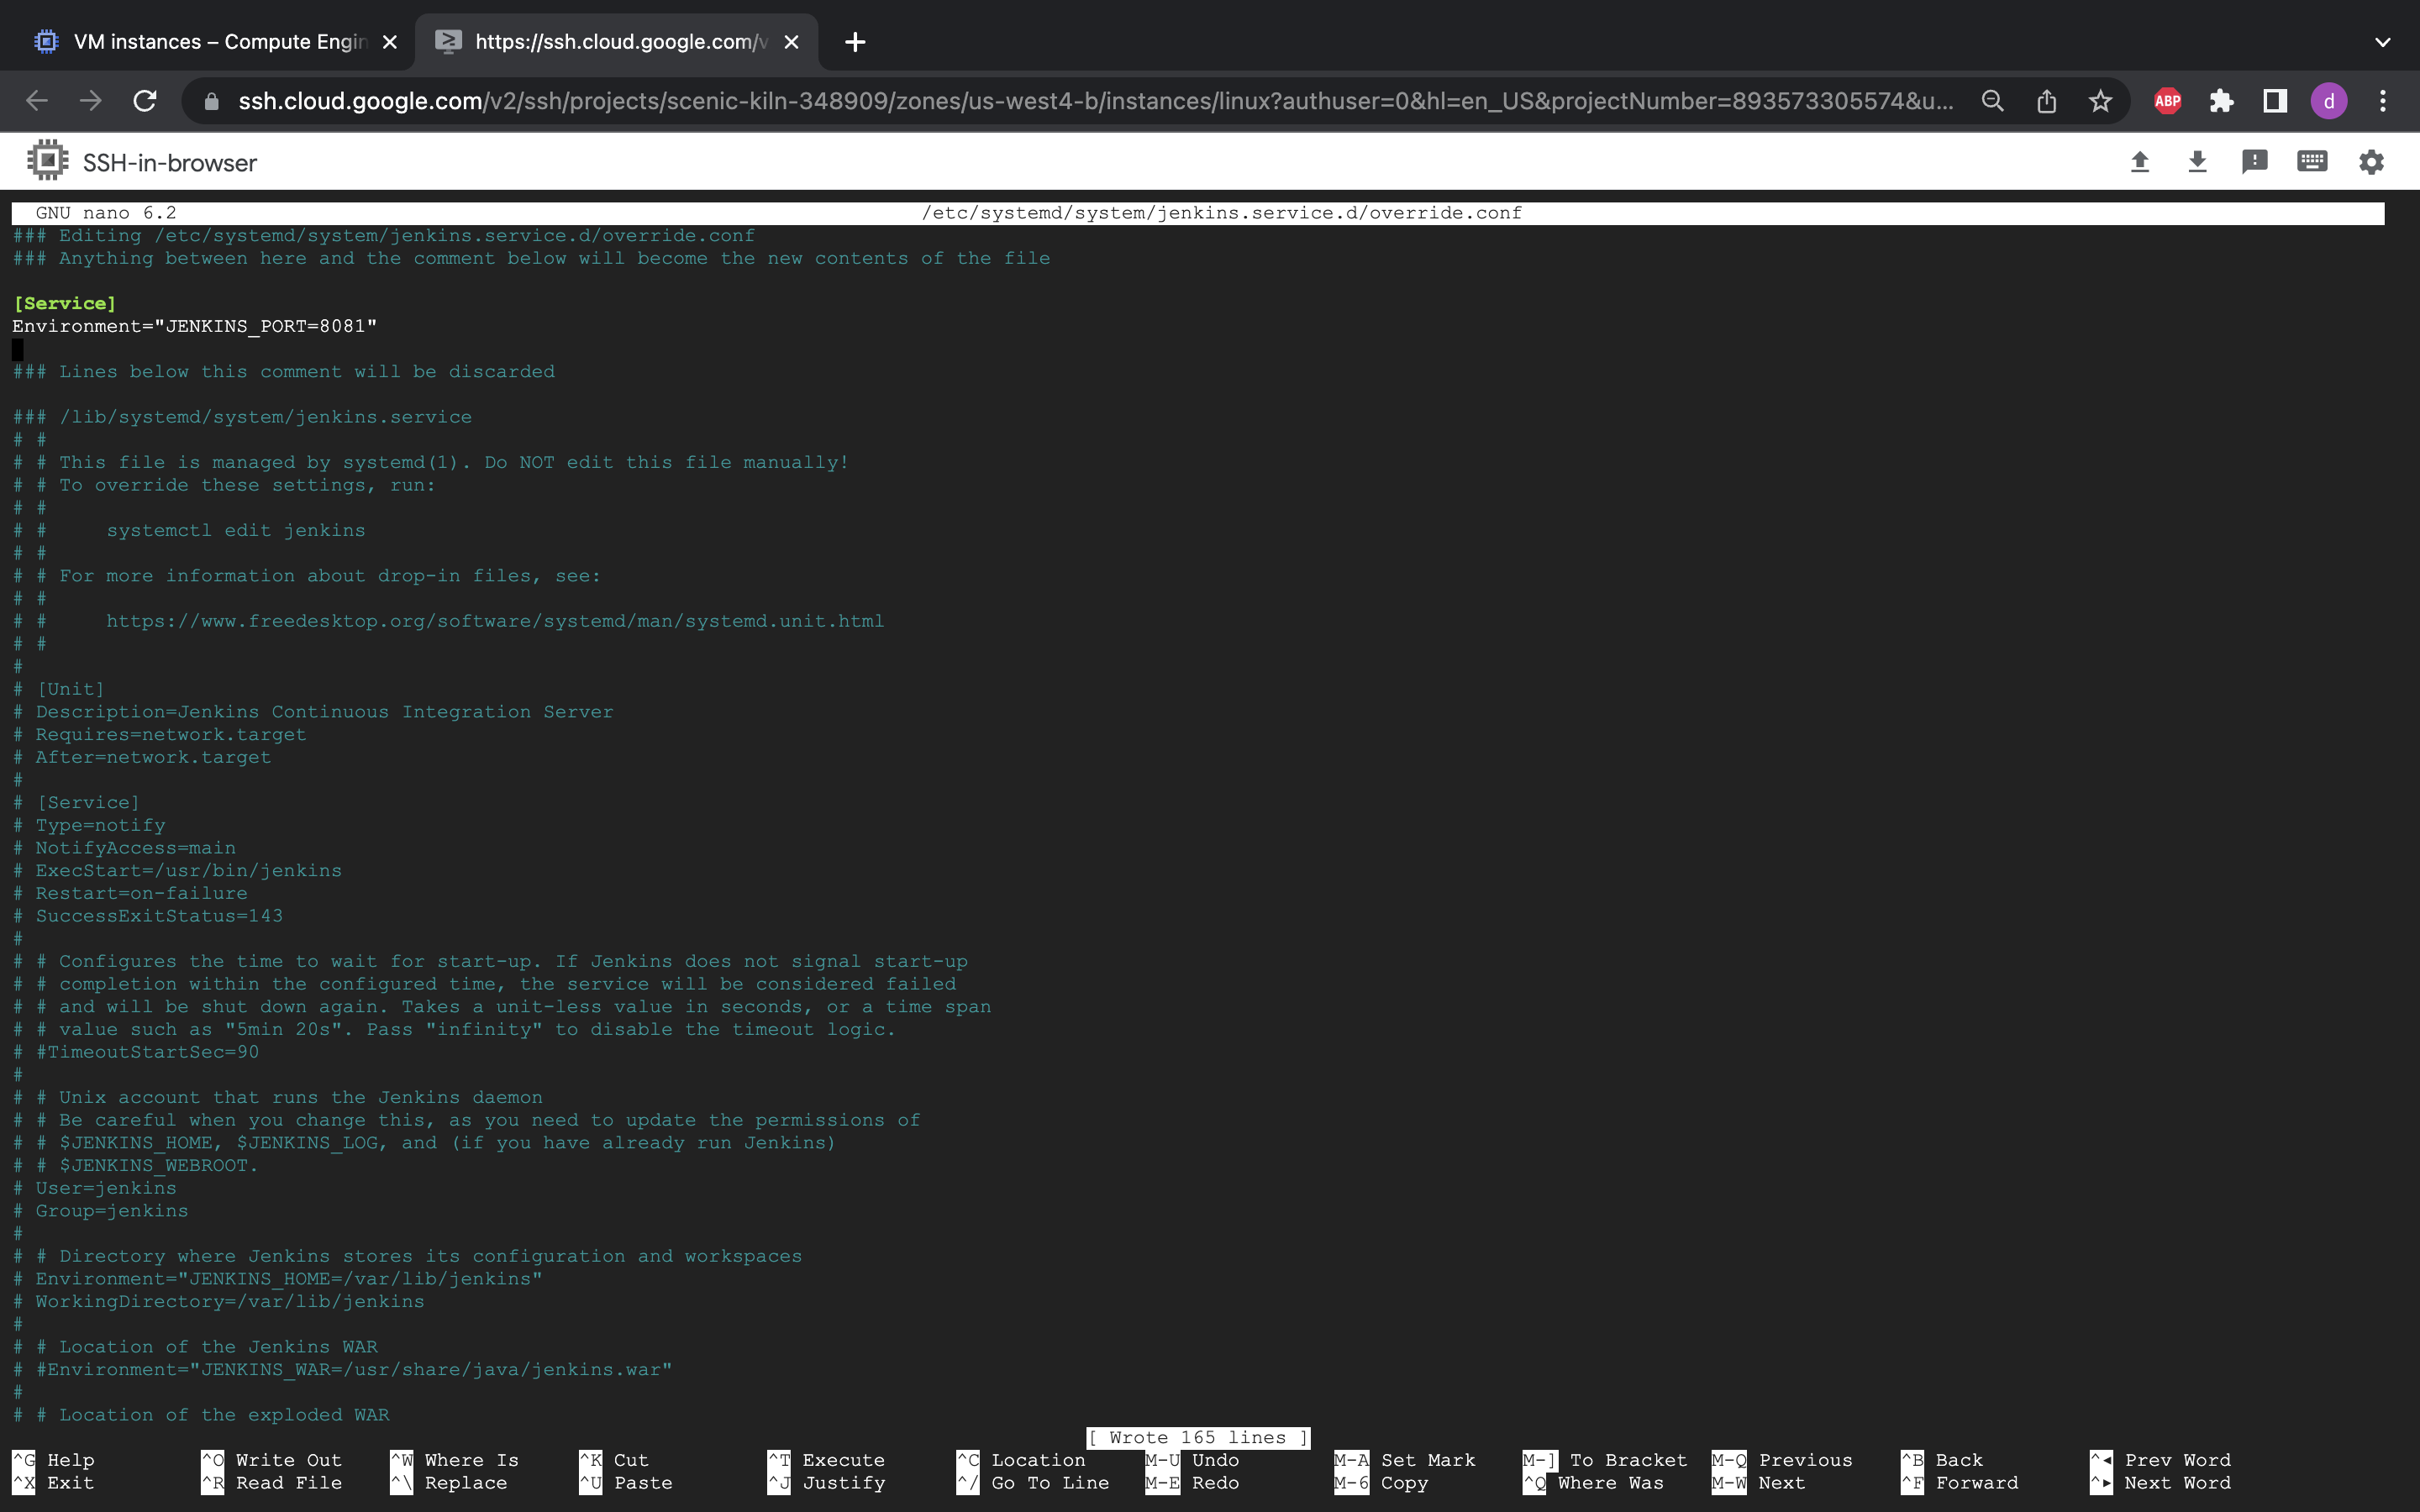 VM instances – Compute Engin
https://ssh.cloud.google.com/v
ssh.cloud.google.com/v2/ssh/projects/scenic-kiln-348909/zones/us-west4-b/instances/linux?authuser=0&hl=en_US&projectNumber=893573305574&u...
ABP
d
SSH-in-browser
GNU nano 6.2 /etc/systemd/system/jenkins.service.d/override.conf
### Editing /etc/systemd/system/jenkins.service.d/override.conf
### Anything between here and the comment below will become the new contents of the file
[Service]
Environment="JENKINS_PORT=8081"
### Lines below this comment will be discarded
### /lib/systemd/system/jenkins.service
# #
# # This file is managed by systemd(1). Do NOT edit this file manually!
# # To override these settings, run:
# #
# #     systemctl edit jenkins
# #
# # For more information about drop-in files, see:
# #
# #     https://www.freedesktop.org/software/systemd/man/systemd.unit.html
# #
#
# [Unit]
# Description=Jenkins Continuous Integration Server
# Requires=network.target
# After=network.target
#
# [Service]
# Type=notify
# NotifyAccess=main
# ExecStart=/usr/bin/jenkins
# Restart=on-failure
# SuccessExitStatus=143
#
# # Configures the time to wait for start-up. If Jenkins does not signal start-up
# # completion within the configured time, the service will be considered failed
# # and will be shut down again. Takes a unit-less value in seconds, or a time span
# # value such as "5min 20s". Pass "infinity" to disable the timeout logic.
# #TimeoutStartSec=90
#
# # Unix account that runs the Jenkins daemon
# # Be careful when you change this, as you need to update the permissions of
# # $JENKINS_HOME, $JENKINS_LOG, and (if you have already run Jenkins)
# # $JENKINS_WEBROOT.
# User=jenkins
# Group=jenkins
#
# # Directory where Jenkins stores its configuration and workspaces
# Environment="JENKINS_HOME=/var/lib/jenkins"
# WorkingDirectory=/var/lib/jenkins
#
# # Location of the Jenkins WAR
# #Environment="JENKINS_WAR=/usr/share/java/jenkins.war"
#
# # Location of the exploded WAR
[ Wrote 165 lines ]
^G Help ^O Write Out ^W Where Is ^K Cut ^T Execute ^C Location M-U Undo M-A Set Mark M-] To Bracket M-Q Previous ^B Back ^◂ Prev Word
^X Exit ^R Read File ^\ Replace ^U Paste ^J Justify ^/ Go To Line M-E Redo M-6 Copy ^Q Where Was M-W Next ^F Forward ^▸ Next Word